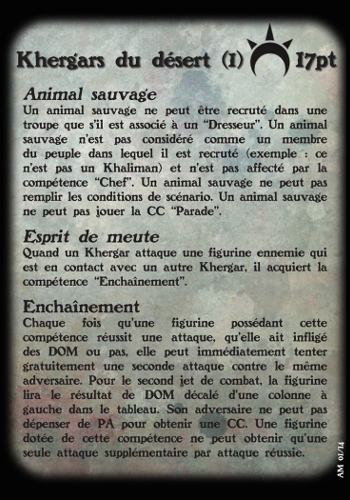 Khergars du désert (1) 17pt
Animal sauvage
Un animal sauvage ne peut être recruté dans une
troupe que s'il est associé à un "Dresseur". Un animal
sauvage n'est pas considéré comme un membre
du peuple dans lequel il est recruté (exemple : ce
n'est pas un Khaliman) et n'est pas affecté par la
compétence "Chef". Un animal sauvage ne peut pas
remplir les conditions de scénario. Un animal sauvage
ne peut pas jouer la CC "Parade".
Esprit de meute
Quand un Khergar attaque une figurine ennemie qui
est en contact avec un autre Khergar, il acquiert la
compétence "Enchaînement".
Enchaînement
Chaque fois qu'une figurine possédant cette
compétence réussit une attaque, qu'elle ait infligé
des DOM ou pas, elle peut immédiatement tenter
gratuitement une seconde attaque contre le même
adversaire. Pour le second jet de combat, la figurine
lira le résultat de DOM décalé d'une colonne à
gauche dans le tableau. Son adversaire ne peut pas
dépenser de PA pour obtenir une CC. Une figurine
dotée de cette compétence ne peut obtenir qu'une
seule attaque supplémentaire par attaque réussie.
AM 01/14